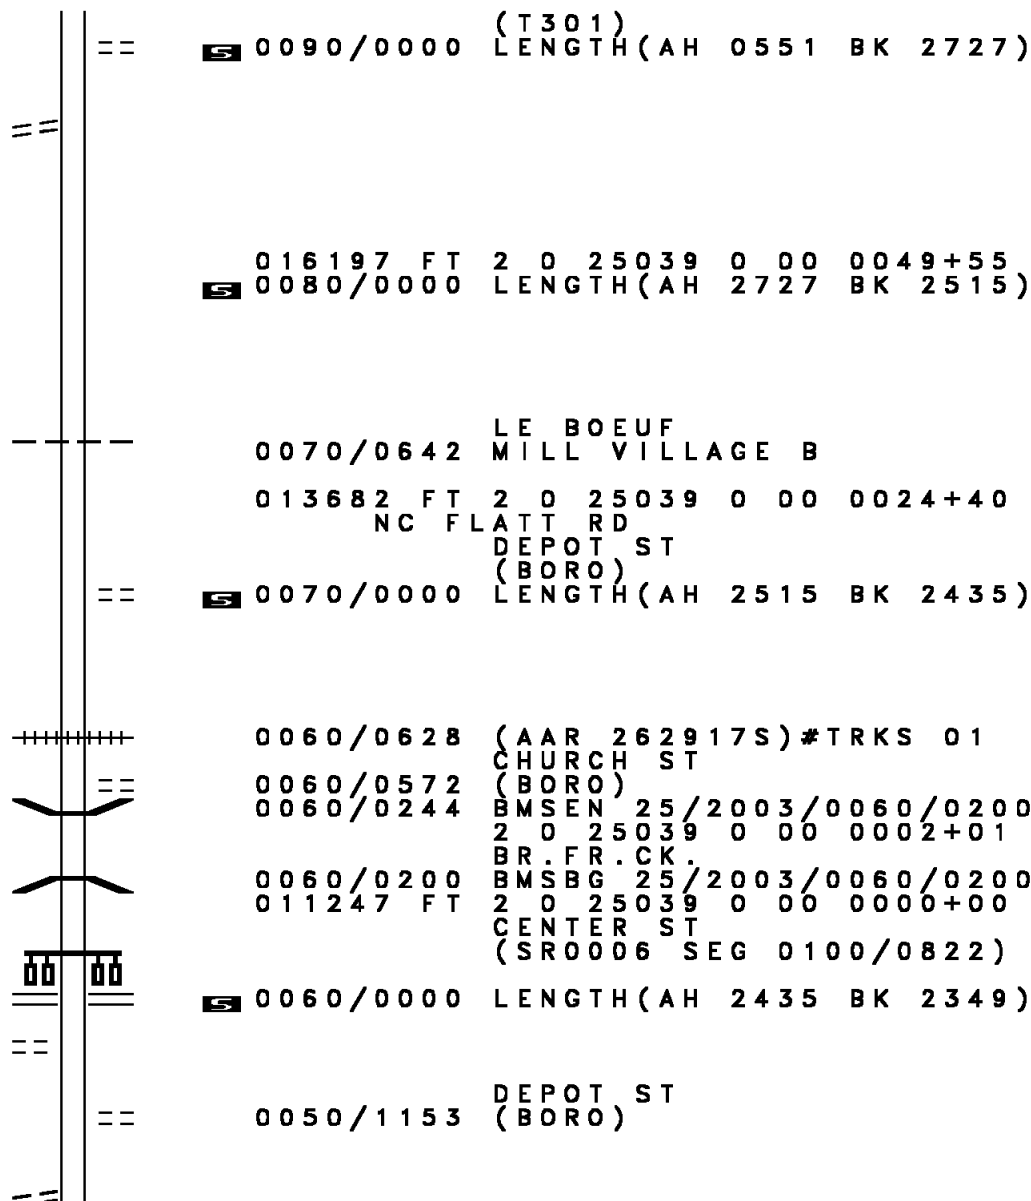 (T301)
S 0090/0000 LENGTH(AH 0551 BK 2727)
016197 FT 2 0 25039 0 00 0049+55
S 0080/0000 LENGTH(AH 2727 BK 2515)
LE BOEUF
0070/0642 MILL VILLAGE B
013682 FT 2 0 25039 0 00 0024+40
NC FLATT RD
DEPOT ST
(BORO)
S 0070/0000 LENGTH(AH 2515 BK 2435)
0060/0628 (AAR 262917S)#TRKS 01
CHURCH ST
0060/0572 (BORO)
0060/0244 BMSEN 25/2003/0060/0200
2 0 25039 0 00 0002+01
BR.FR.CK.
0060/0200 BMSBG 25/2003/0060/0200
011247 FT 2 0 25039 0 00 0000+00
CENTER ST
(SR0006 SEG 0100/0822)
S 0060/0000 LENGTH(AH 2435 BK 2349)
DEPOT ST
0050/1153 (BORO)